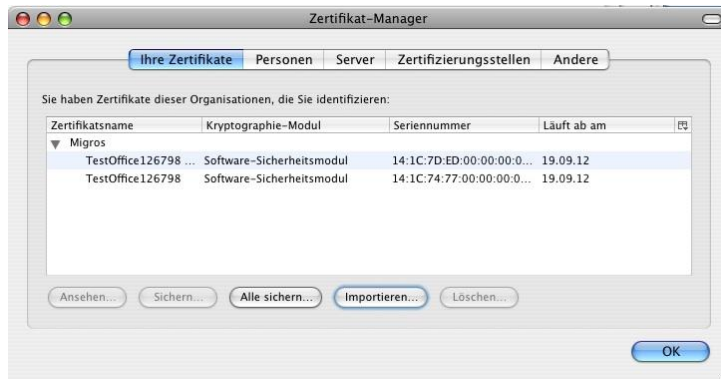 Zertifikat-Manager
Ihre Zertifikate Personen Server Zertifizierungsstellen Andere
Sie haben Zertifikate dieser Organisationen, die Sie identifizieren:
Zertifikatsname Kryptographie-Modul Seriennummer Läuft ab am
Migros
TestOffice126798 ... Software-Sicherheitsmodul 14:1C:7D:ED:00:00:00:0... 19.09.12
TestOffice126798 Software-Sicherheitsmodul 14:1C:74:77:00:00:00:0... 19.09.12
Ansehen... Sichern... Alle sichern... Importieren... Löschen...
OK